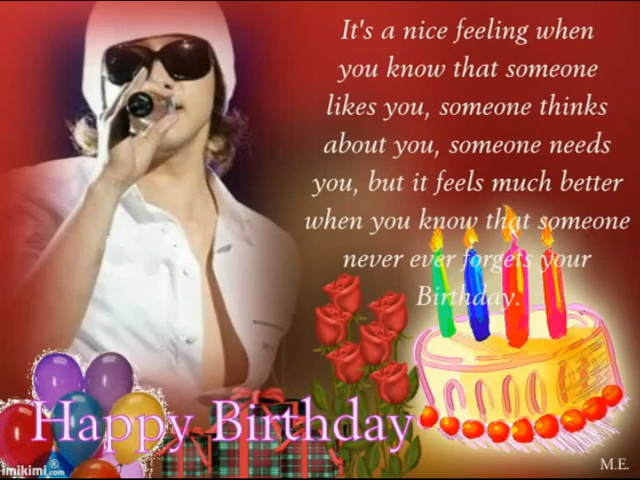 It's a nice feeling when
you know that someone
likes you, someone thinks
about you, someone needs
you, but it feels much better
when you know that someone
never ever forgets your
Birthday.
Happy Birthday
imikimi.com®
M.E.